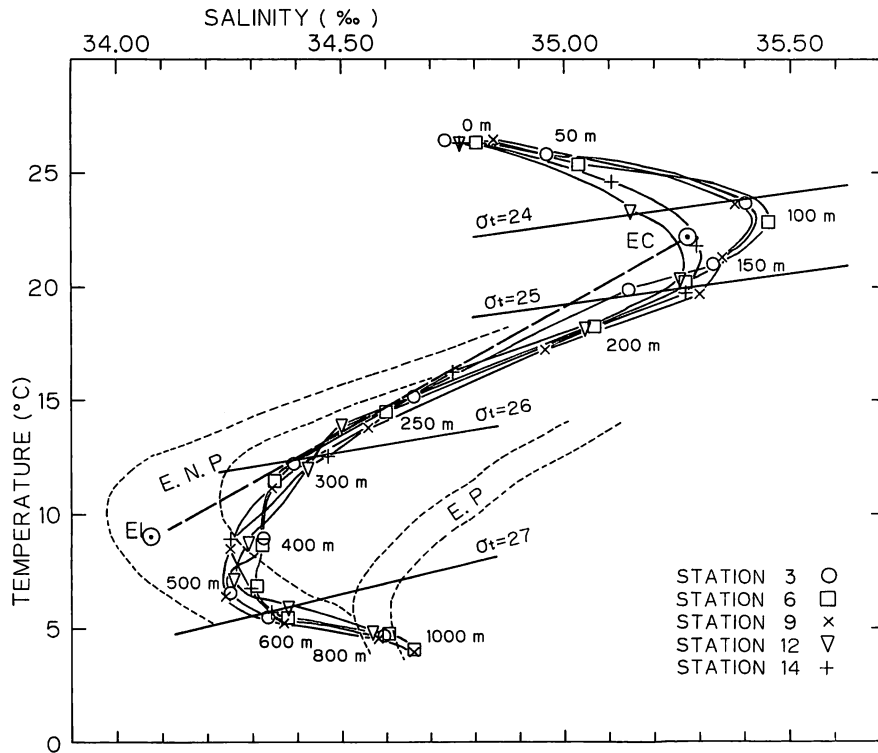 SALINITY ( ‰ )
34.00 34.50 35.00 35.50
TEMPERATURE (°C)
25
20
15
10
5
0
0 m
50 m
σt=24
100 m
EC
150 m
σt=25
200 m
250 m
σt=26
E. N. P.
300 m
E. P.
EI
400 m
σt=27
500 m
600 m
800 m
1000 m
STATION 3
STATION 6
STATION 9
STATION 12
STATION 14